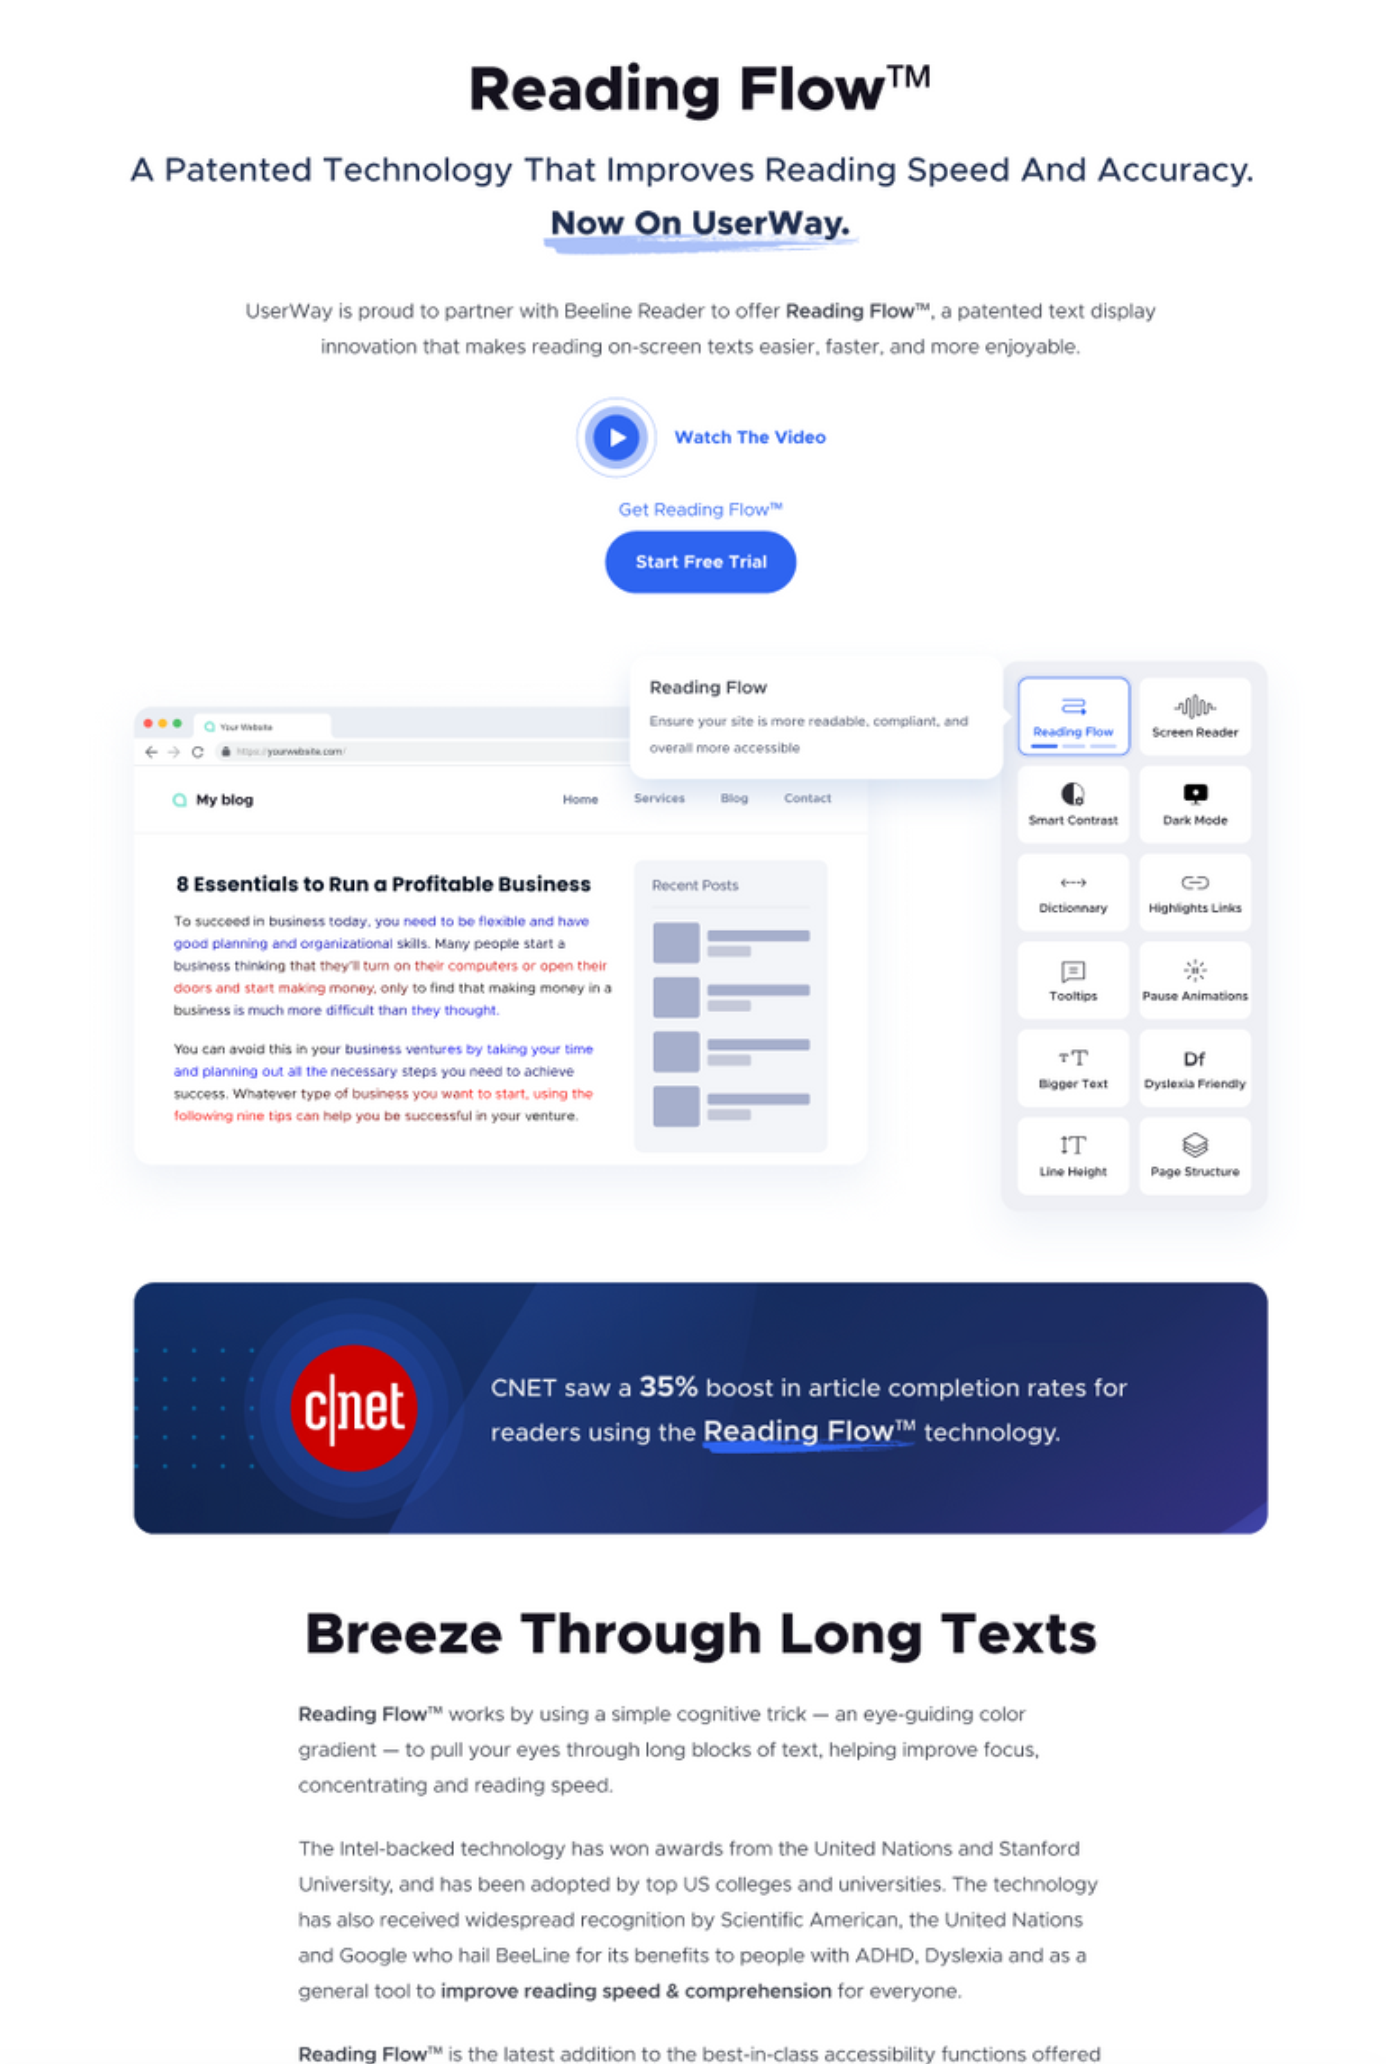 Reading Flow™
A Patented Technology That Improves Reading Speed And Accuracy.
Now On UserWay.
UserWay is proud to partner with Beeline Reader to offer Reading Flow™, a patented text display
innovation that makes reading on-screen texts easier, faster, and more enjoyable.
Watch The Video
Get Reading Flow™
Start Free Trial
Reading Flow
Ensure your site is more readable, compliant, and
overall more accessible
Your Website
https://yourwebsite.com/
My blog
Home Services Blog Contact
8 Essentials to Run a Profitable Business
To succeed in business today, you need to be flexible and have
good planning and organizational skills. Many people start a
business thinking that they'll turn on their computers or open their
doors and start making money, only to find that making money in a
business is much more difficult than they thought.
You can avoid this in your business ventures by taking your time
and planning out all the necessary steps you need to achieve
success. Whatever type of business you want to start, using the
following nine tips can help you be successful in your venture.
Recent Posts
Reading Flow
Screen Reader
Smart Contrast
Dark Mode
Dictionnary
Highlights Links
Tooltips
Pause Animations
TT
Bigger Text
Df
Dyslexia Friendly
Line Height
Page Structure
c|net
CNET saw a 35% boost in article completion rates for
readers using the Reading Flow™ technology.
Breeze Through Long Texts
Reading Flow™ works by using a simple cognitive trick — an eye-guiding color
gradient — to pull your eyes through long blocks of text, helping improve focus,
concentrating and reading speed.
The Intel-backed technology has won awards from the United Nations and Stanford
University, and has been adopted by top US colleges and universities. The technology
has also received widespread recognition by Scientific American, the United Nations
and Google who hail BeeLine for its benefits to people with ADHD, Dyslexia and as a
general tool to improve reading speed & comprehension for everyone.
Reading Flow™ is the latest addition to the best-in-class accessibility functions offered